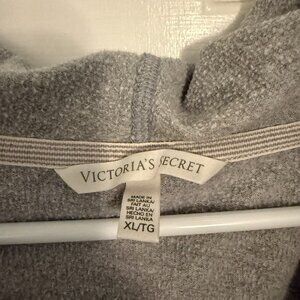 VICTORIA'S SECRET
MADE IN
SRI LANKA/
FAIT AU
SRI LANKA/
HECHO EN
SRI LANKA
XL/TG